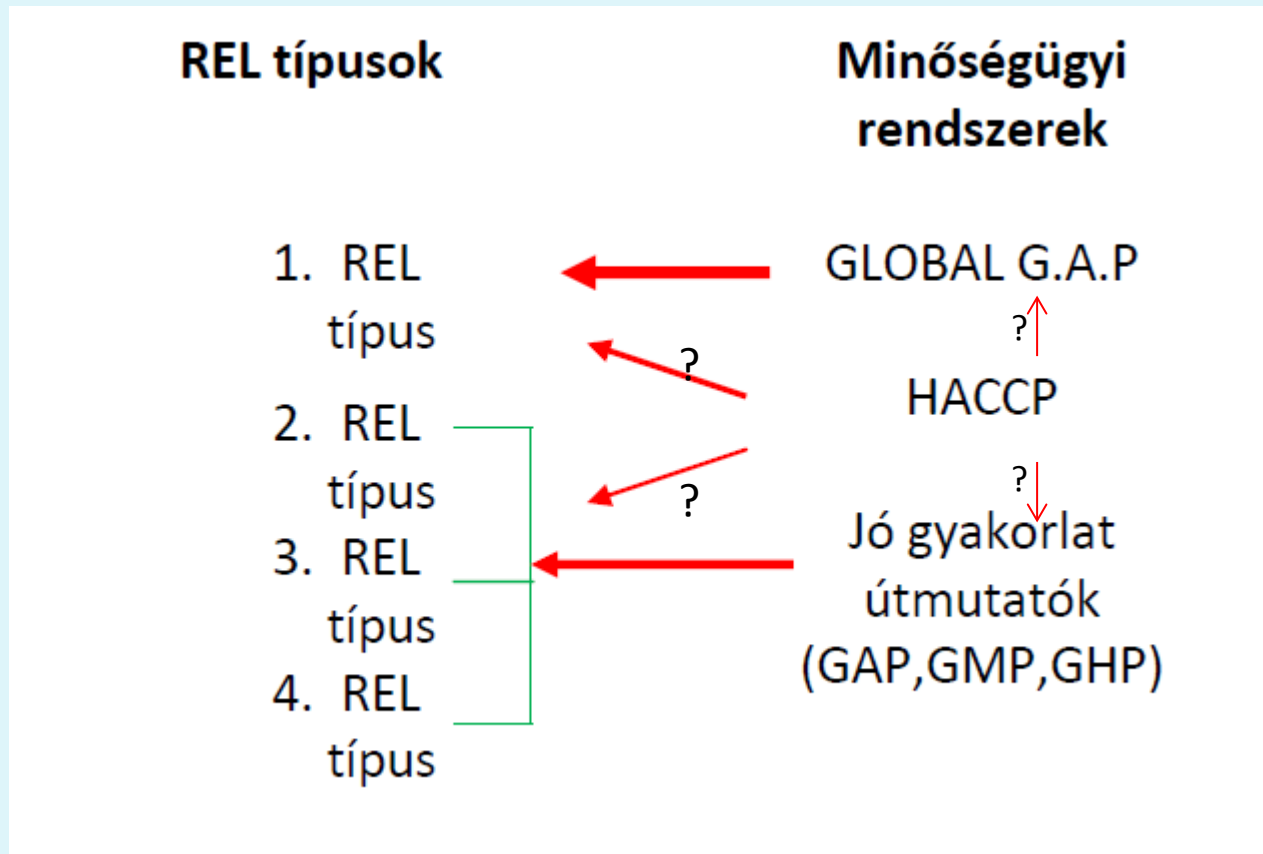 REL típusok
1. REL
típus
2. REL
típus
3. REL
típus
4. REL
típus
?
?
Minőségügyi
rendszerek
GLOBAL G.A.P
?
HACCP
?
Jó gyakorlat
útmutatók
(GAP,GMP,GHP)